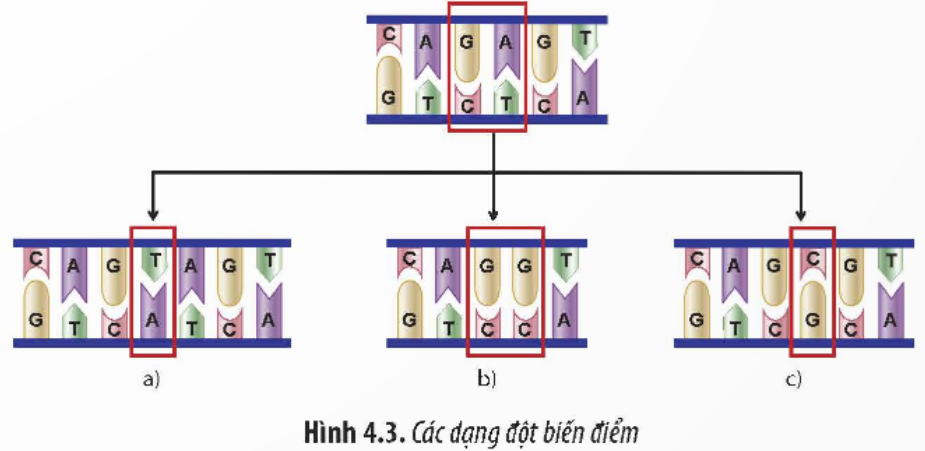 C A G A G T
G T C T C A
C A G T A G T
G T C A T C A
C A G G T
G T C C A
C A G C G T
G T C G C A
a)
b)
c)
Hình 4.3. Các dạng đột biến điểm